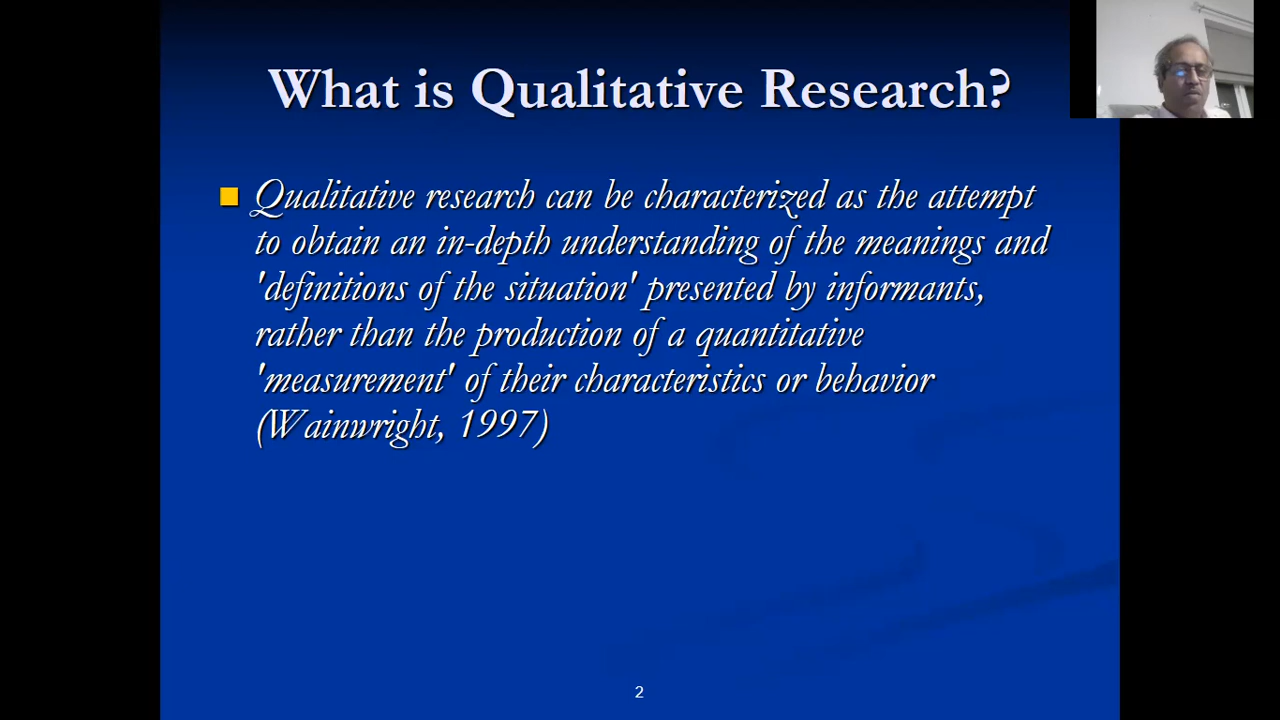 What is Qualitative Research?
Qualitative research can be characterized as the attempt
to obtain an in-depth understanding of the meanings and
'definitions of the situation' presented by informants,
rather than the production of a quantitative
'measurement' of their characteristics or behavior
(Wainwright, 1997)
2